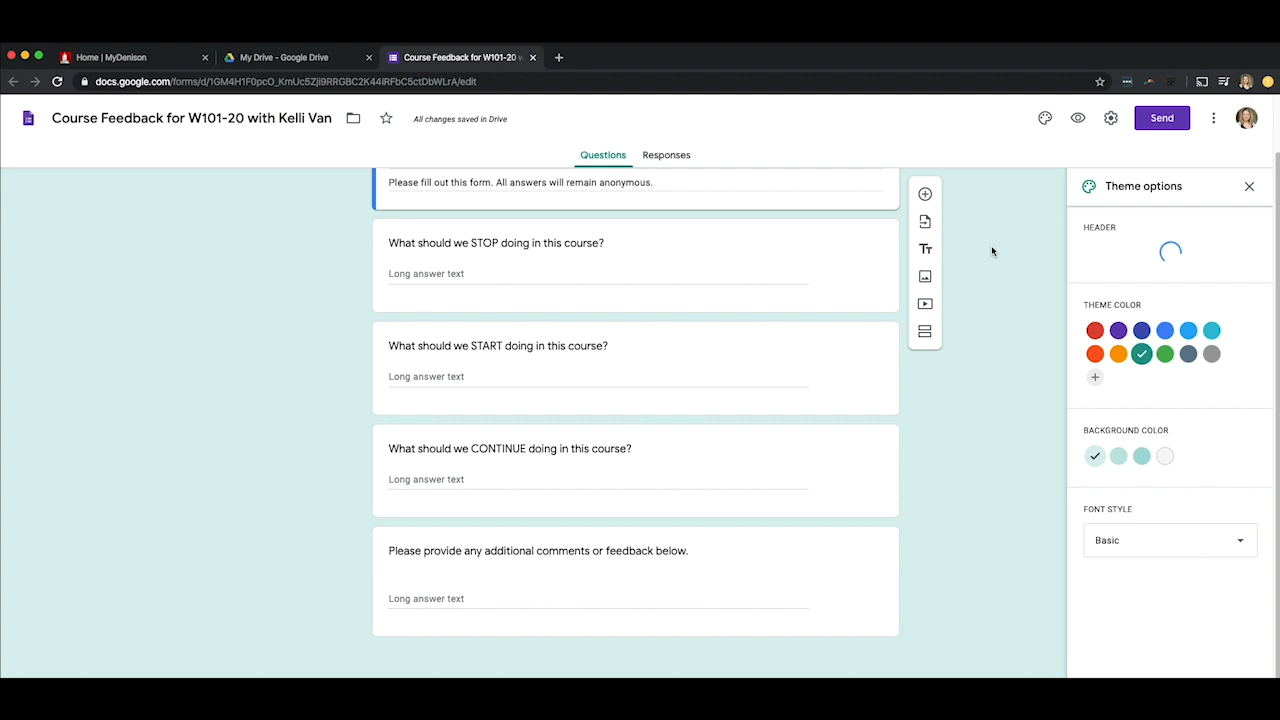 Home | MyDenison
My Drive - Google Drive
Course Feedback for W101-20 w
docs.google.com/forms/d/1GM4H1F0pcO_KmUc5Zji9RRGBC2K44IRFbC5ctDbWLrA/edit
Course Feedback for W101-20 with Kelli Van
All changes saved in Drive
Send
Questions
Responses
Please fill out this form. All answers will remain anonymous.
What should we STOP doing in this course?
Long answer text
What should we START doing in this course?
Long answer text
What should we CONTINUE doing in this course?
Long answer text
Please provide any additional comments or feedback below.
Long answer text
Tт
Theme options
HEADER
THEME COLOR
BACKGROUND COLOR
FONT STYLE
Basic